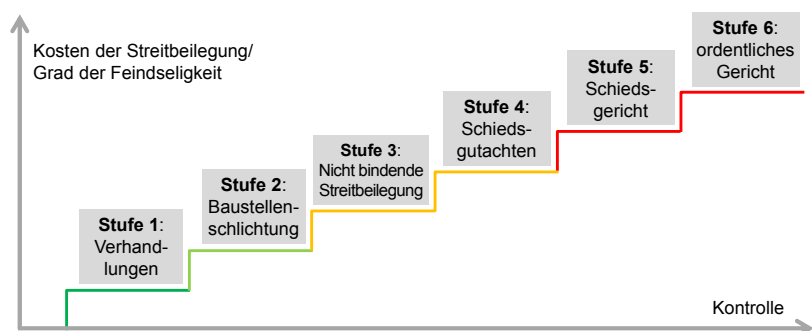 Kosten der Streitbeilegung/
Grad der Feindseligkeit
Stufe 1:
Verhand-
lungen
Stufe 2:
Baustellen-
schlichtung
Stufe 3:
Nicht bindende
Streitbeilegung
Stufe 4:
Schieds-
gutachten
Stufe 5:
Schieds-
gericht
Stufe 6:
ordentliches
Gericht
Kontrolle